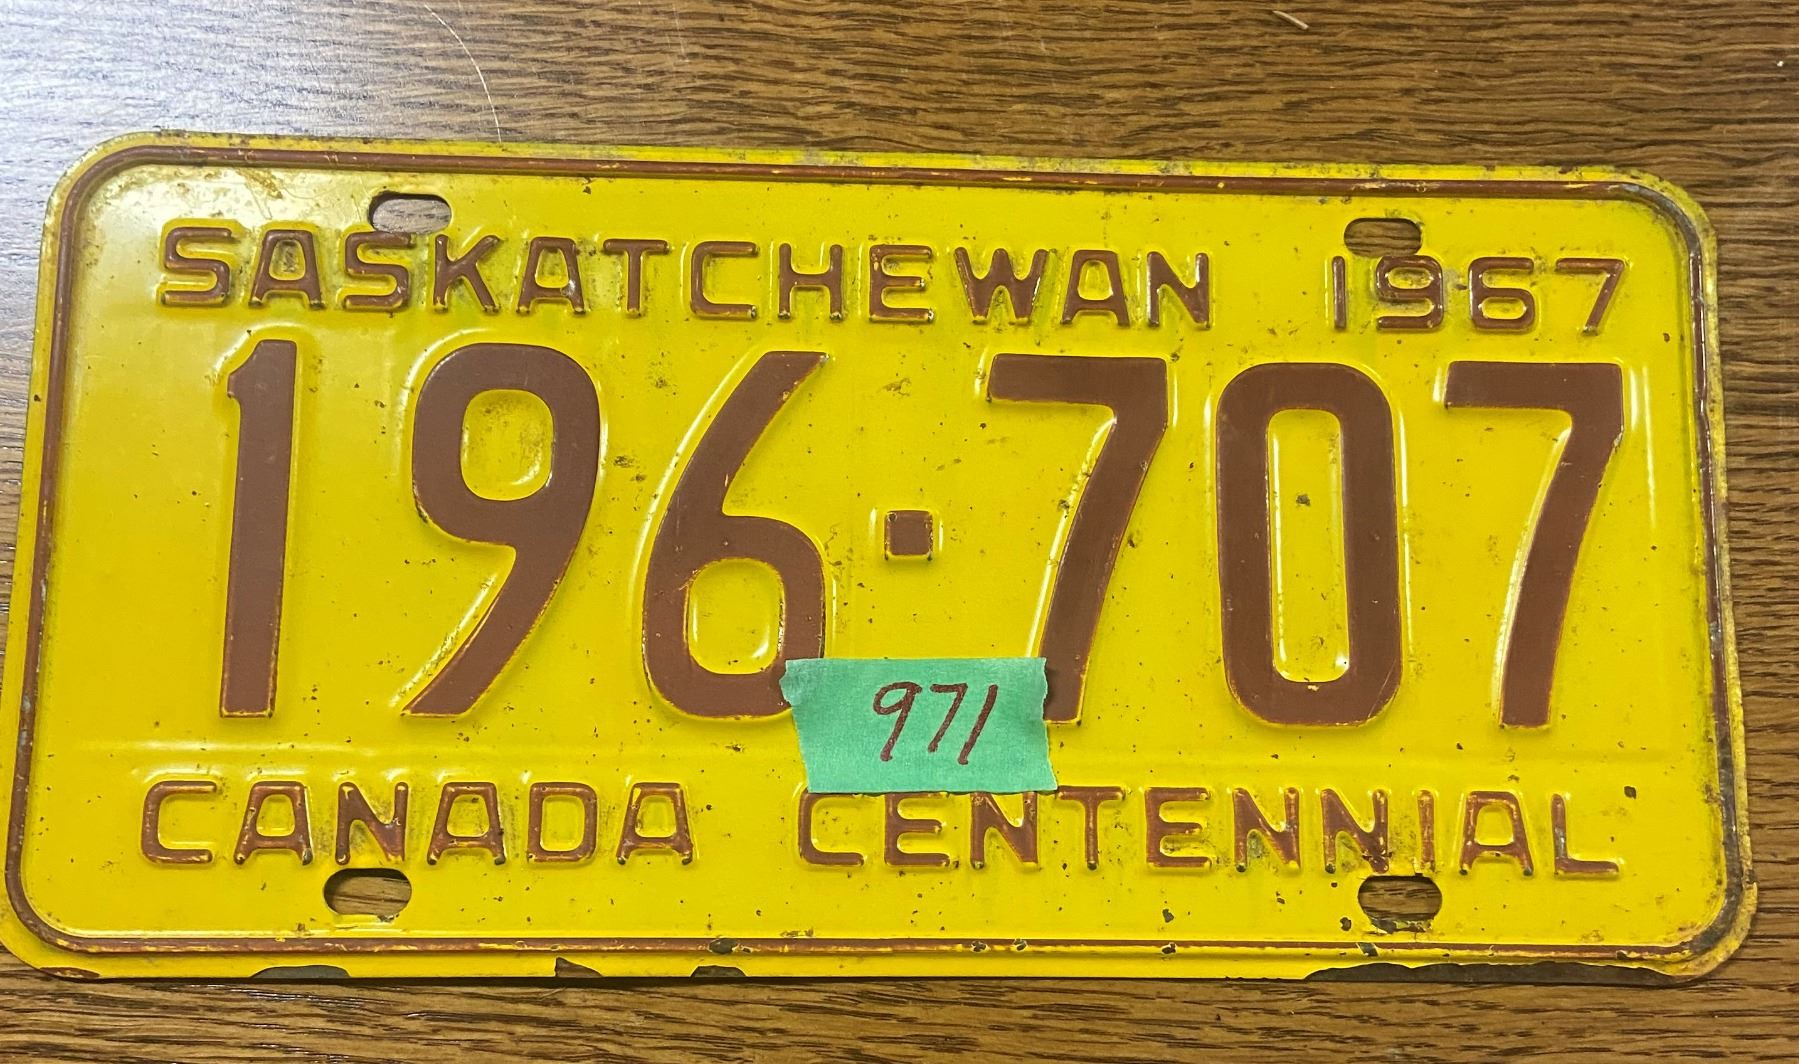 SASKATCHEWAN 1967
196·707
971
CANADA CENTENNIAL